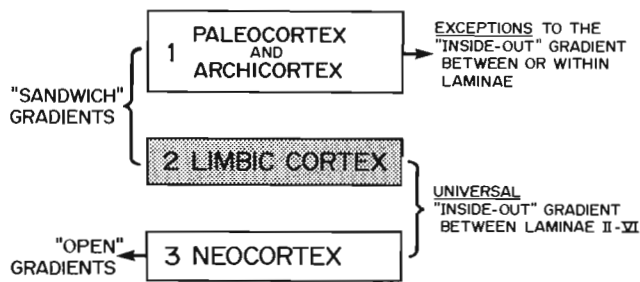 1 PALEOCORTEX
AND
ARCHICORTEX
EXCEPTIONS TO THE
"INSIDE-OUT" GRADIENT
BETWEEN OR WITHIN
LAMINAE
"SANDWICH"
GRADIENTS
2 LIMBIC CORTEX
UNIVERSAL
"INSIDE-OUT" GRADIENT
BETWEEN LAMINAE II-VI
"OPEN"
GRADIENTS
3 NEOCORTEX